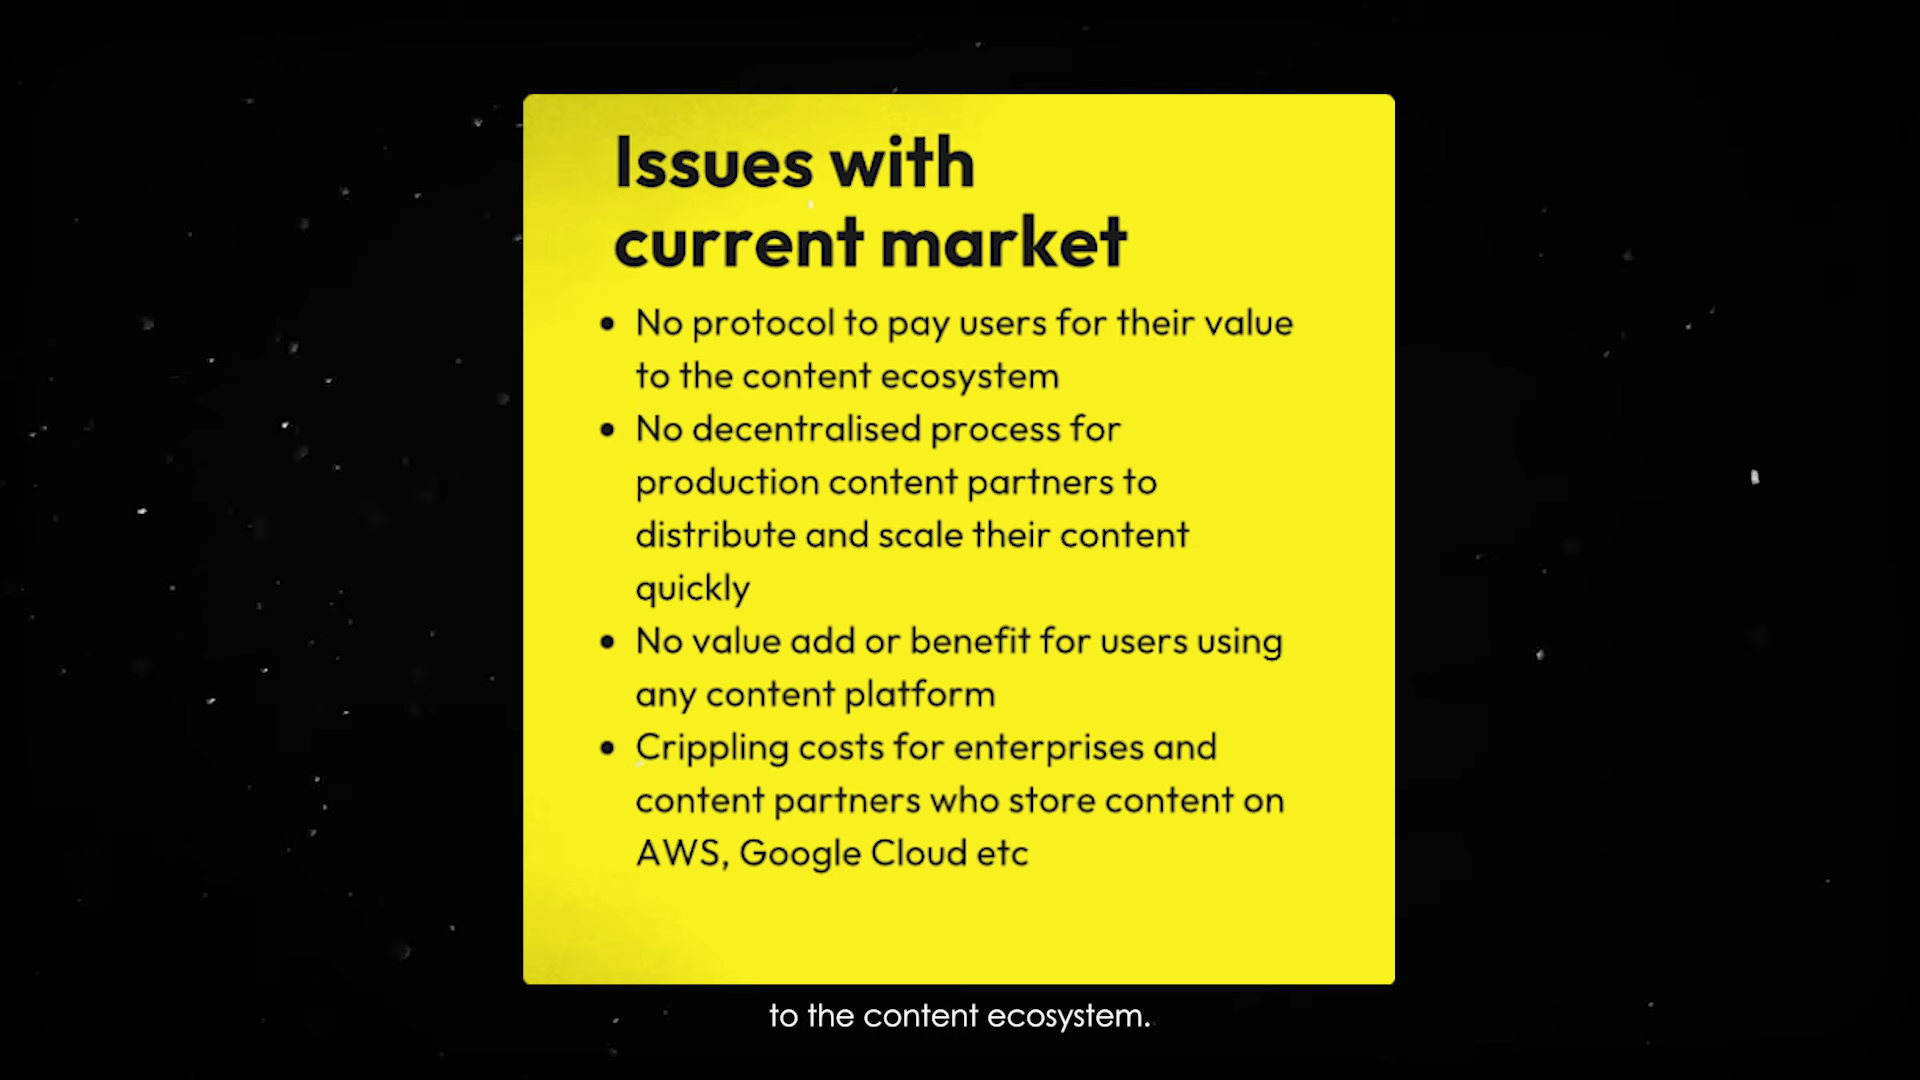 Issues with
current market
• No protocol to pay users for their value
to the content ecosystem
• No decentralised process for
production content partners to
distribute and scale their content
quickly
• No value add or benefit for users using
any content platform
• Crippling costs for enterprises and
content partners who store content on
AWS, Google Cloud etc
to the content ecosystem.